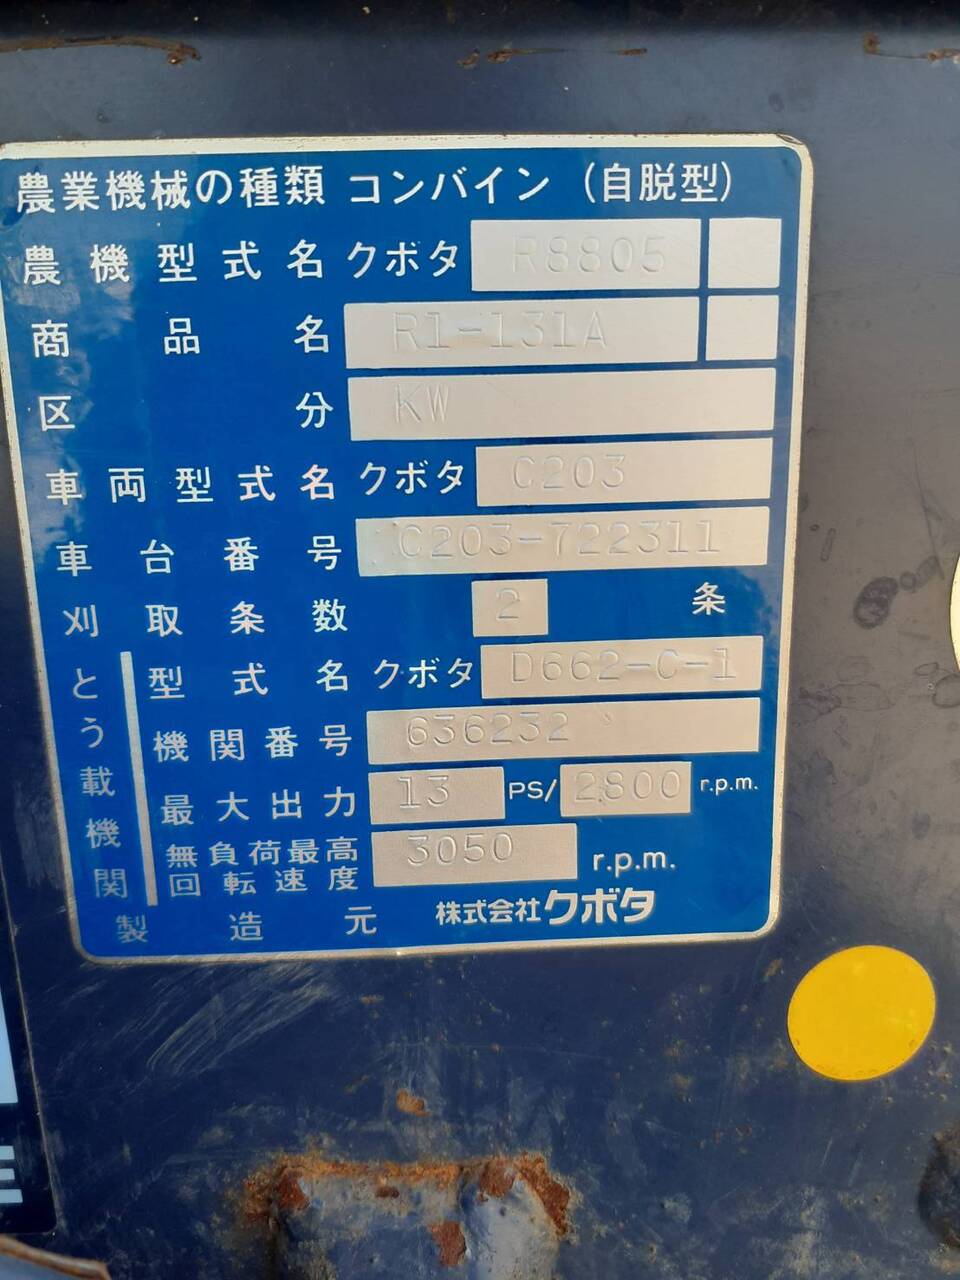 農業機械の種類 コンバイン (自脱型)
農機型式名 クボタ R8805
商品名 R1-131A
区分 KW
車両型式名 クボタ C203
車台番号 C203-722311
刈取条数 2 条
とう載機関
型式名 クボタ D662-C-1
機関番号 636232
最大出力 13 PS/ 2800 r.p.m.
無負荷最高回転速度 3050 r.p.m.
製造元 株式会社クボタ